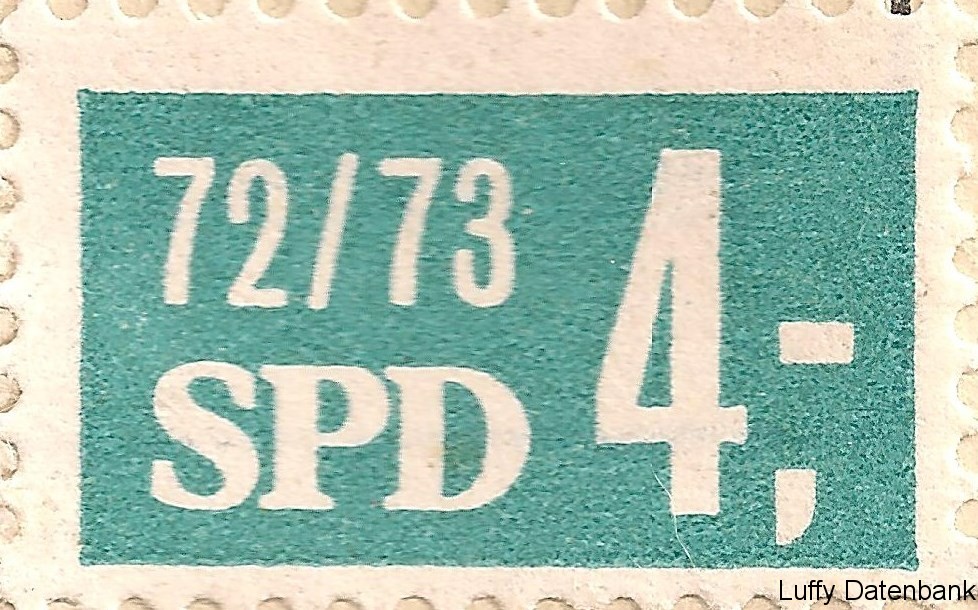 72/73
SPD
4,-
Luffy Datenbank